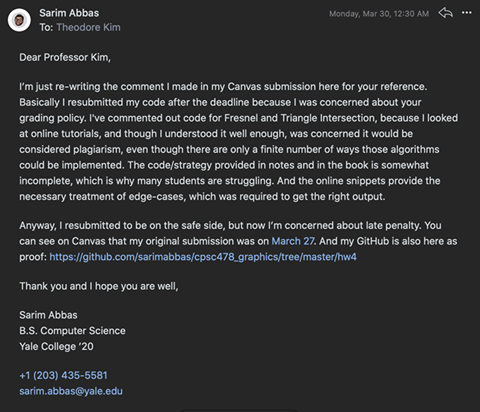 Sarim Abbas
Monday, Mar 30, 12:30 AM
To: Theodore Kim
Dear Professor Kim,
I'm just re-writing the comment I made in my Canvas submission here for your reference.
Basically I resubmitted my code after the deadline because I was concerned about your
grading policy. I've commented out code for Fresnel and Triangle Intersection, because I looked
at online tutorials, and though I understood it well enough, was concerned it would be
considered plagiarism, even though there are only a finite number of ways those algorithms
could be implemented. The code/strategy provided in notes and in the book is somewhat
incomplete, which is why many students are struggling. And the online snippets provide the
necessary treatment of edge-cases, which was required to get the right output.
Anyway, I resubmitted to be on the safe side, but now I'm concerned about late penalty. You
can see on Canvas that my original submission was on March 27. And my GitHub is also here as
proof: https://github.com/sarimabbas/cpsc478_graphics/tree/master/hw4
Thank you and I hope you are well,
Sarim Abbas
B.S. Computer Science
Yale College '20
+1 (203) 435-5581
sarim.abbas@yale.edu